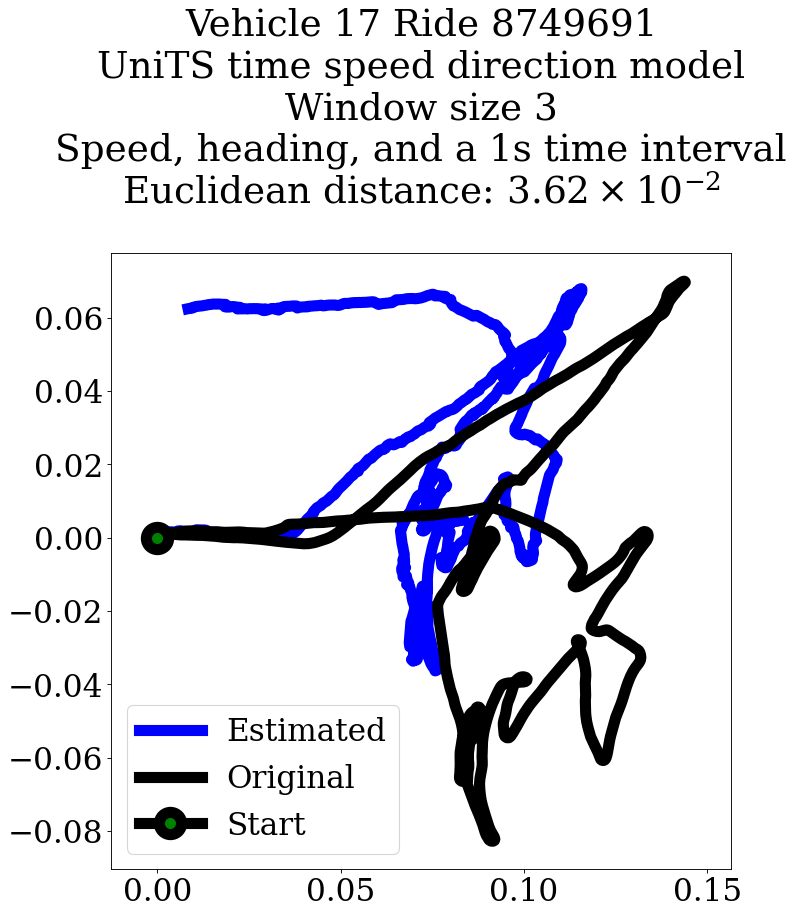 Vehicle 17 Ride 8749691
UniTS time speed direction model
Window size 3
Speed, heading, and a 1s time interval
Euclidean distance: 3.62 × 10⁻²
0.06
0.04
0.02
0.00
−0.02
−0.04
−0.06
−0.08
Estimated
Original
Start
0.00 0.05 0.10 0.15